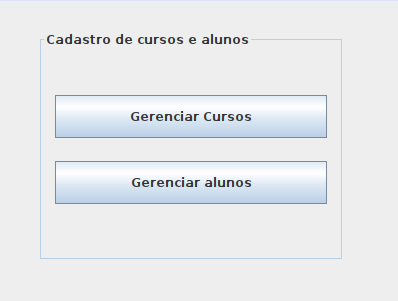 Cadastro de cursos e alunos
Gerenciar Cursos
Gerenciar alunos